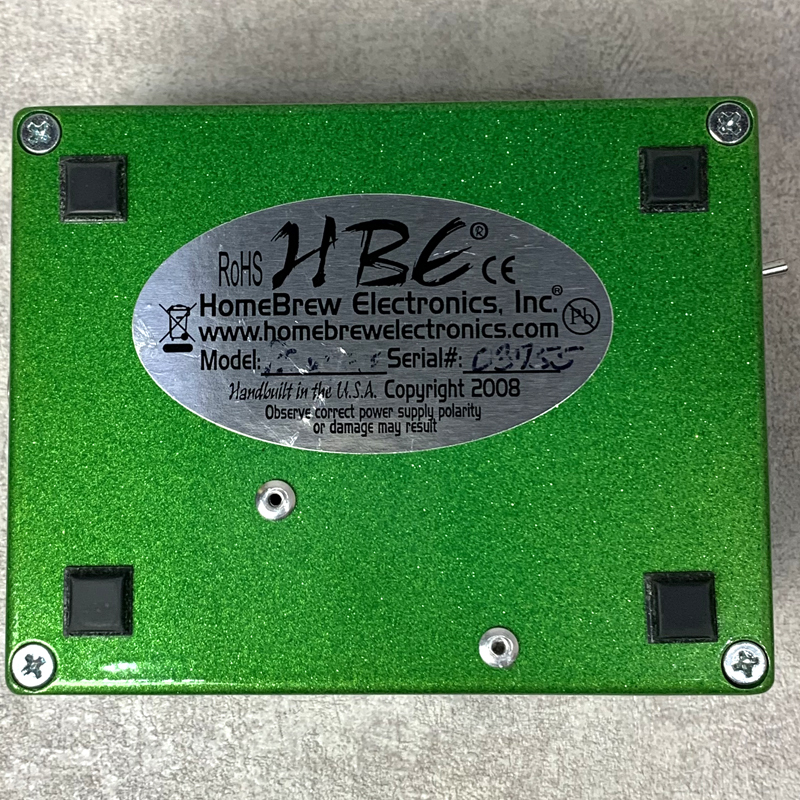 HBE®
RoHS CE
HomeBrew Electronics, Inc.®
Pb
www.homebrewelectronics.com
Model: Serial#:
Handbuilt in the U.S.A. Copyright 2008
Observe correct power supply polarity
or damage may result